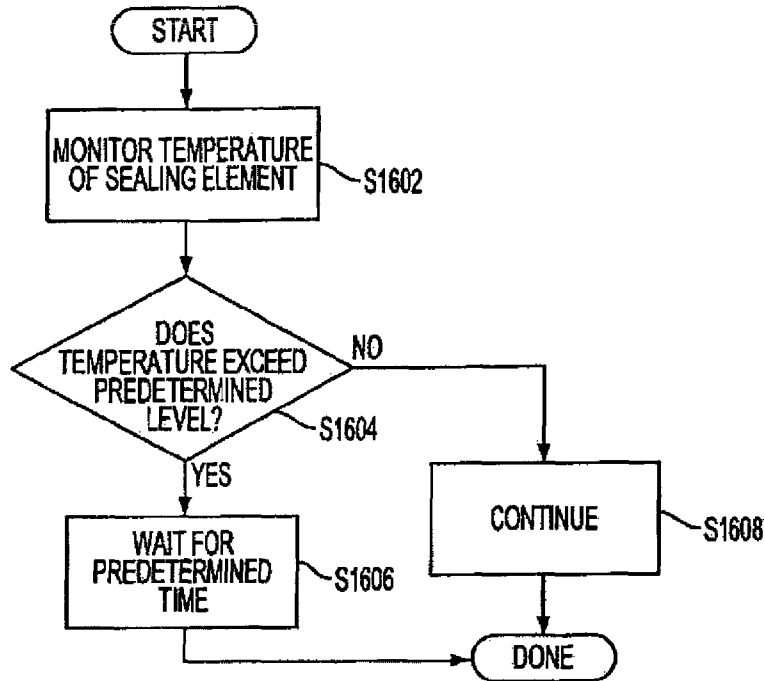 START
MONITOR TEMPERATURE
OF SEALING ELEMENT
S1602
DOES
TEMPERATURE EXCEED
PREDETERMINED
LEVEL?
NO
S1604
YES
WAIT FOR
PREDETERMINED
TIME
S1606
CONTINUE
S1608
DONE